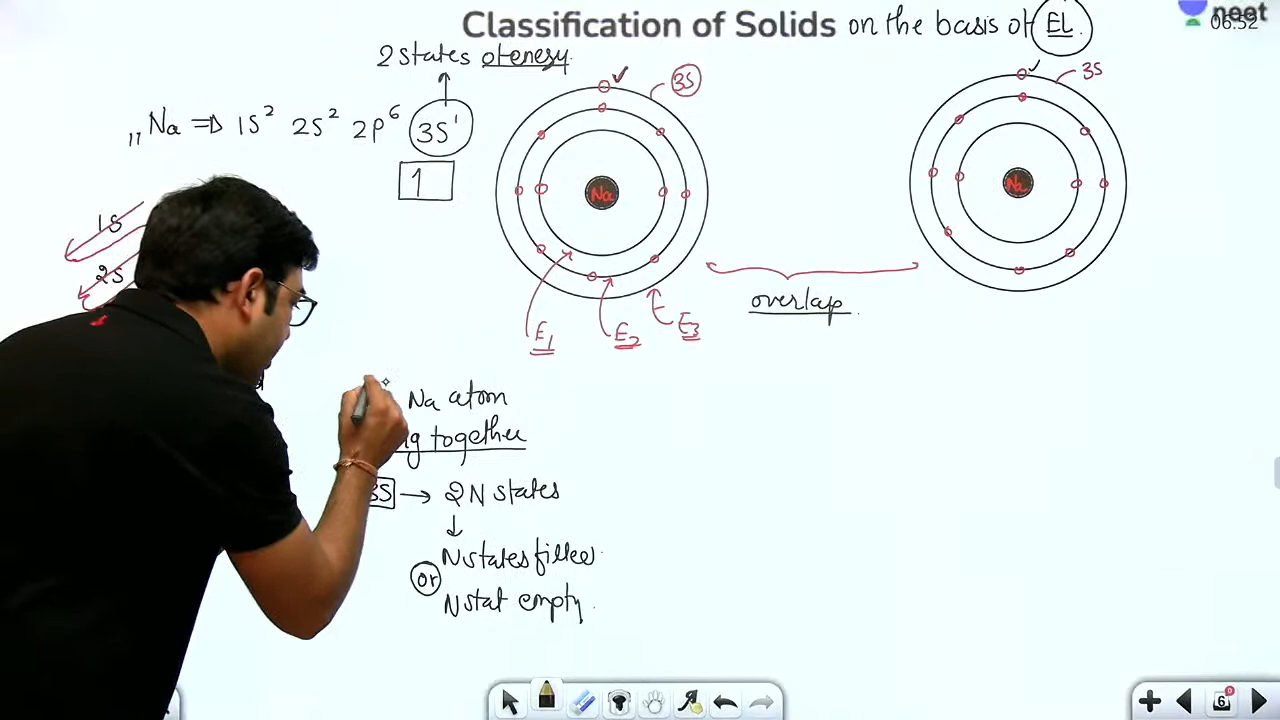 Classification of Solids on the basis of EL.
neet
06:52
2 states of energy.
₁₁Na ⇒ 1S² 2S² 2P⁶ 3S¹
1
3S
3S
Na
Na
1S
2S
overlap
E1
E2
E3
Na atom
together
3S → 2N states
↓
N states filled
or
N stat empty.
6